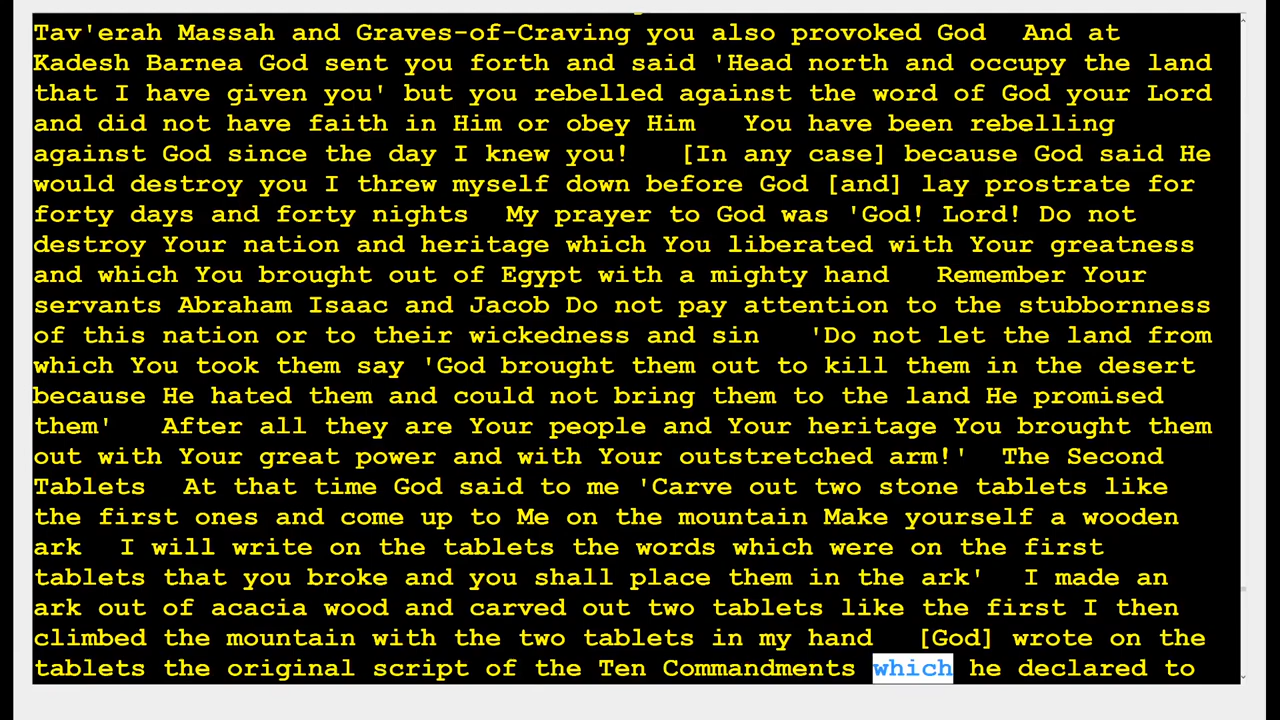 Tav'erah Massah and Graves-of-Craving you also provoked God   And at
Kadesh Barnea God sent you forth and said 'Head north and occupy the land
that I have given you' but you rebelled against the word of God your Lord
and did not have faith in Him or obey Him   You have been rebelling
against God since the day I knew you!   [In any case] because God said He
would destroy you I threw myself down before God [and] lay prostrate for
forty days and forty nights   My prayer to God was 'God! Lord! Do not
destroy Your nation and heritage which You liberated with Your greatness
and which You brought out of Egypt with a mighty hand   Remember Your
servants Abraham Isaac and Jacob Do not pay attention to the stubbornness
of this nation or to their wickedness and sin   'Do not let the land from
which You took them say 'God brought them out to kill them in the desert
because He hated them and could not bring them to the land He promised
them'   After all they are Your people and Your heritage You brought them
out with Your great power and with Your outstretched arm!'   The Second
Tablets   At that time God said to me 'Carve out two stone tablets like
the first ones and come up to Me on the mountain Make yourself a wooden
ark   I will write on the tablets the words which were on the first
tablets that you broke and you shall place them in the ark'   I made an
ark out of acacia wood and carved out two tablets like the first I then
climbed the mountain with the two tablets in my hand   [God] wrote on the
tablets the original script of the Ten Commandments which he declared to